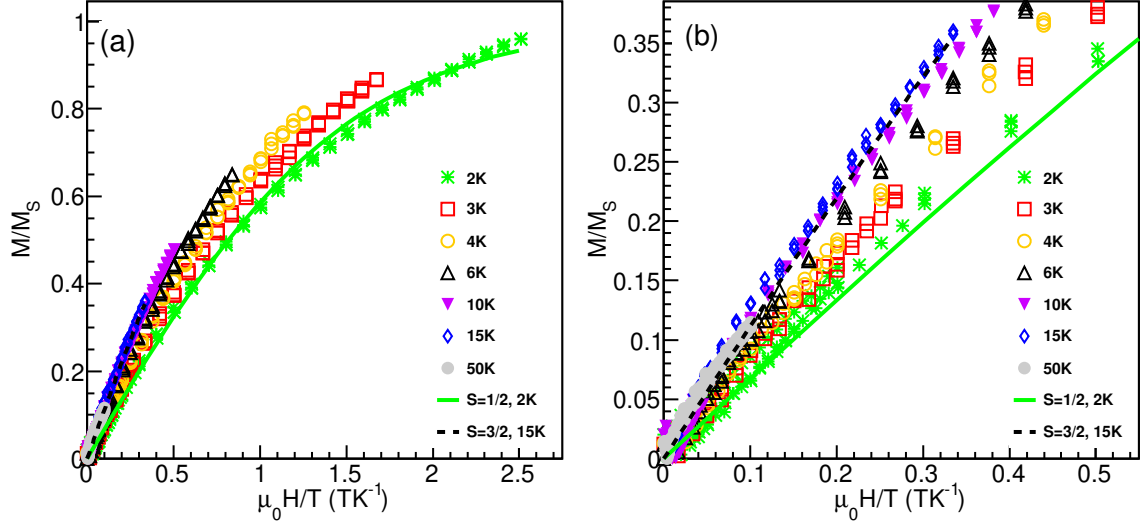 (a)
M/M_S
1
0.8
0.6
0.4
0.2
0
0 0.5 1.0 1.5 2.0 2.5
μ₀H/T (TK⁻¹)
2K
3K
4K
6K
10K
15K
50K
S=1/2, 2K
S=3/2, 15K
(b)
M/M_S
0.35
0.3
0.25
0.2
0.15
0.1
0.05
0
0 0.1 0.2 0.3 0.4 0.5
μ₀H/T (TK⁻¹)
2K
3K
4K
6K
10K
15K
50K
S=1/2, 2K
S=3/2, 15K